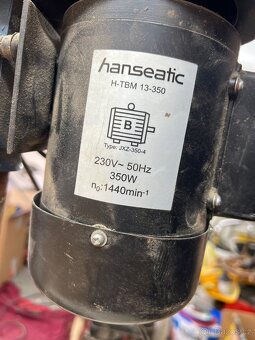 hanseatic
H-TBM 13-350
B
Type: JXZ-350-4
230V~ 50Hz
350W
n₀:1440min⁻¹